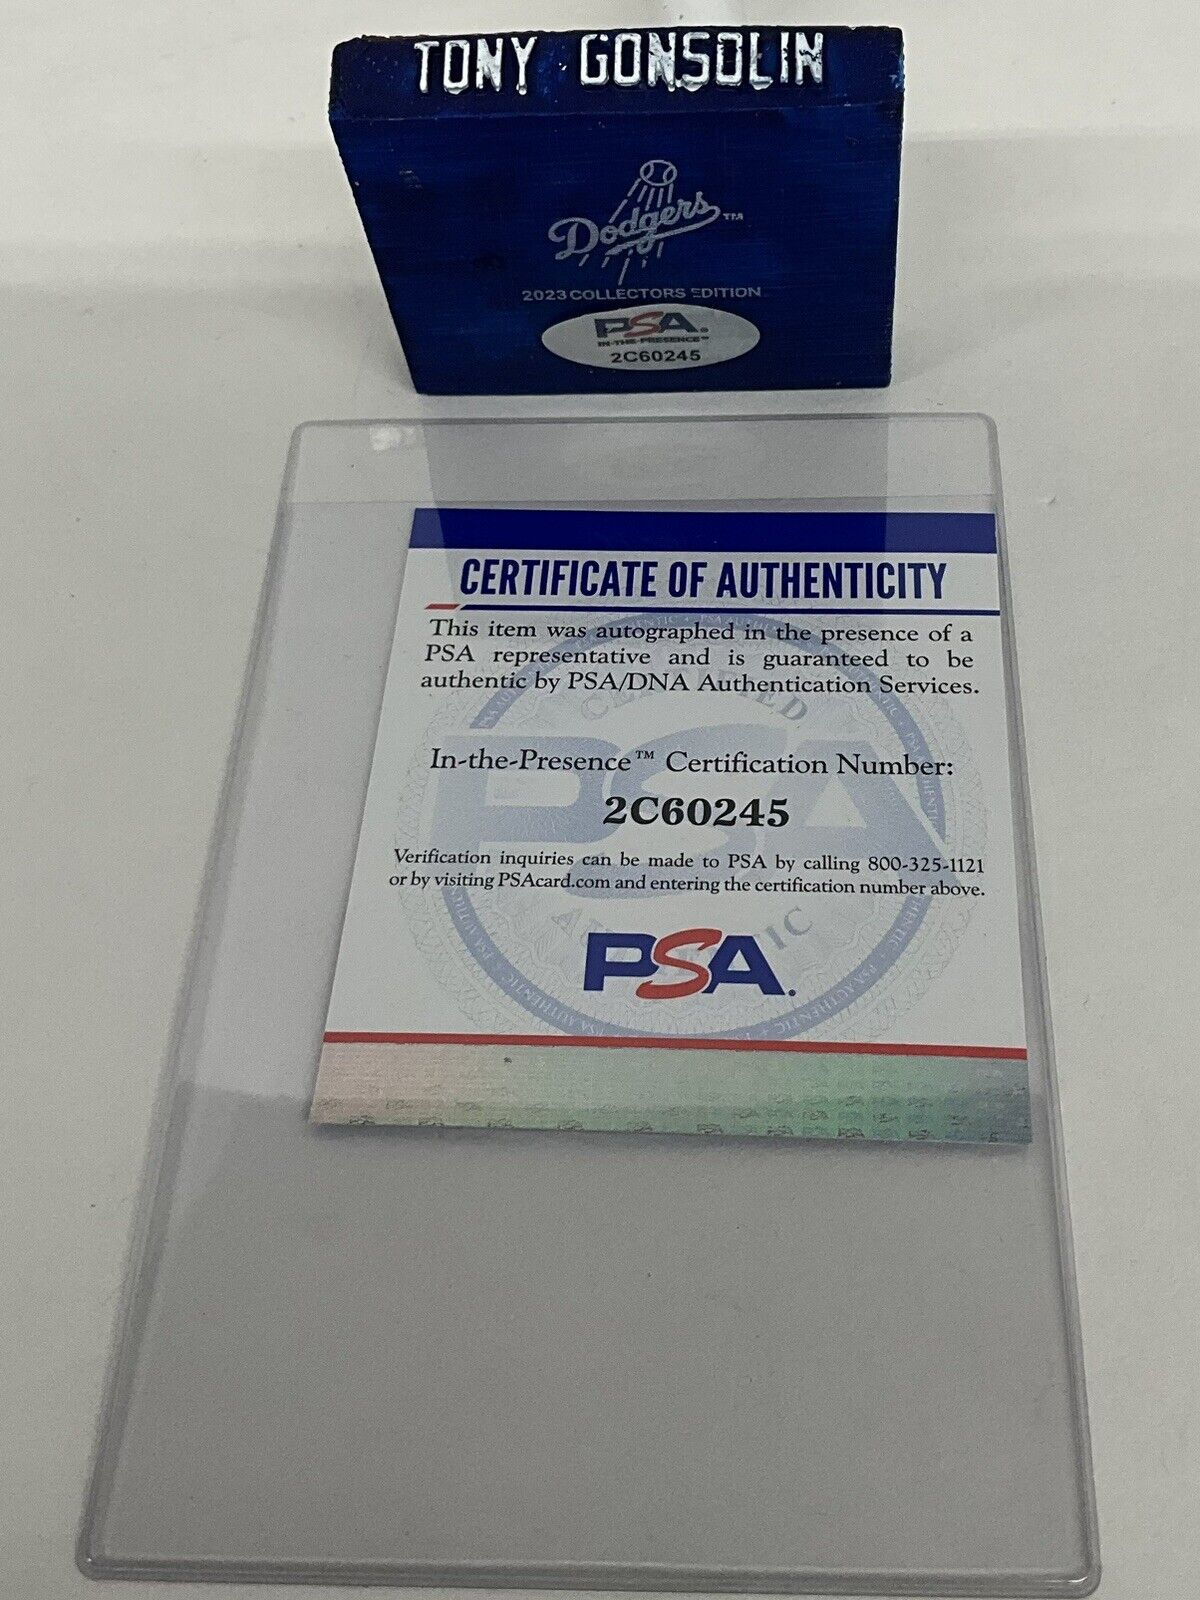 TONY GONSOLIN
Dodgers™
2023 COLLECTORS EDITION
PSA.
IN-THE-PRESENCE™
2C60245
CERTIFICATE OF AUTHENTICITY
This item was autographed in the presence of a
PSA representative and is guaranteed to be
authentic by PSA/DNA Authentication Services.
In-the-Presence™ Certification Number:
2C60245
Verification inquiries can be made to PSA by calling 800-325-1121
or by visiting PSAcard.com and entering the certification number above.
PSA.